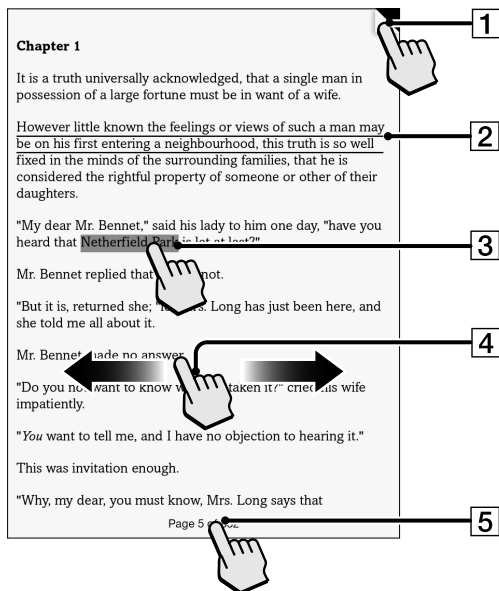 1
Chapter 1
It is a truth universally acknowledged, that a single man in
possession of a large fortune must be in want of a wife.
However little known the feelings or views of such a man may
2
be on his first entering a neighbourhood, this truth is so well
fixed in the minds of the surrounding families, that he is
considered the rightful property of someone or other of their
daughters.
"My dear Mr. Bennet," said his lady to him one day, "have you
heard that Netherfield Park is let at last?"
3
Mr. Bennet replied that not.
"But it is, returned she; Long has just been here, and
she told me all about it.
4
Mr. Bennet made no answer
"Do you not want to know taken it?" cried his wife
impatiently.
"You want to tell me, and I have no objection to hearing it."
This was invitation enough.
"Why, my dear, you must know, Mrs. Long says that
Page 5
5